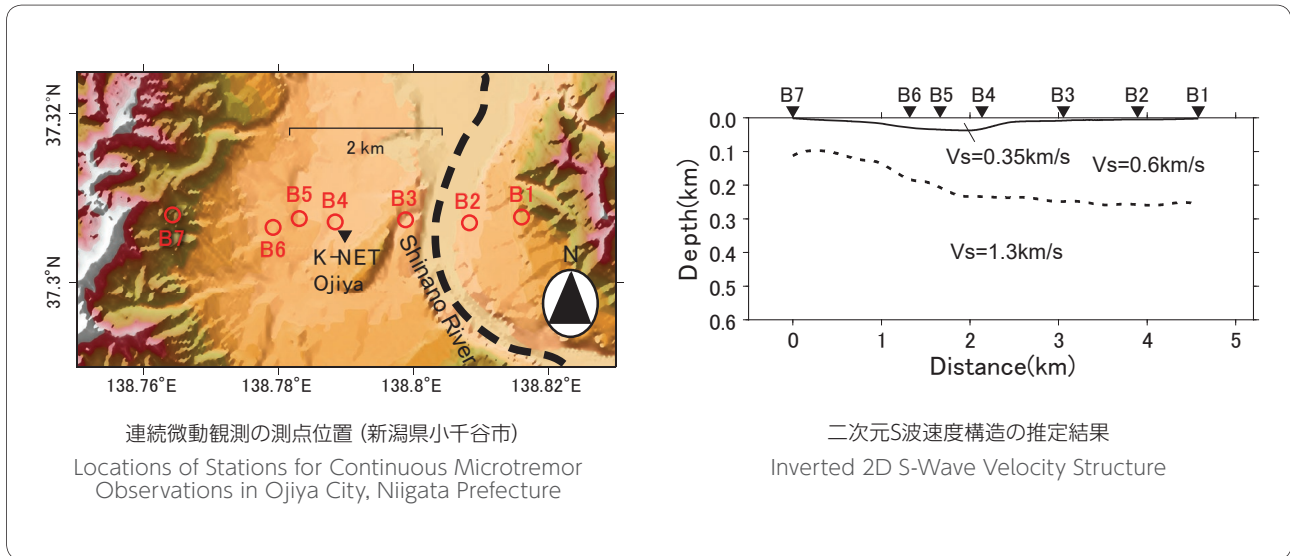 37.32°N
37.3°N
2 km
B5
B4
B3
B2
B1
B7
B6
K-NET
Ojiya
Shinano River
N
138.76°E
138.78°E
138.8°E
138.82°E
連続微動観測の測点位置 (新潟県小千谷市)
Locations of Stations for Continuous Microtremor
Observations in Ojiya City, Niigata Prefecture
B7
B6
B5
B4
B3
B2
B1
Depth(km)
0.0
0.1
0.2
0.3
0.4
0.5
0.6
Vs=0.35km/s
Vs=0.6km/s
Vs=1.3km/s
0
1
2
3
4
5
Distance(km)
二次元S波速度構造の推定結果
Inverted 2D S-Wave Velocity Structure